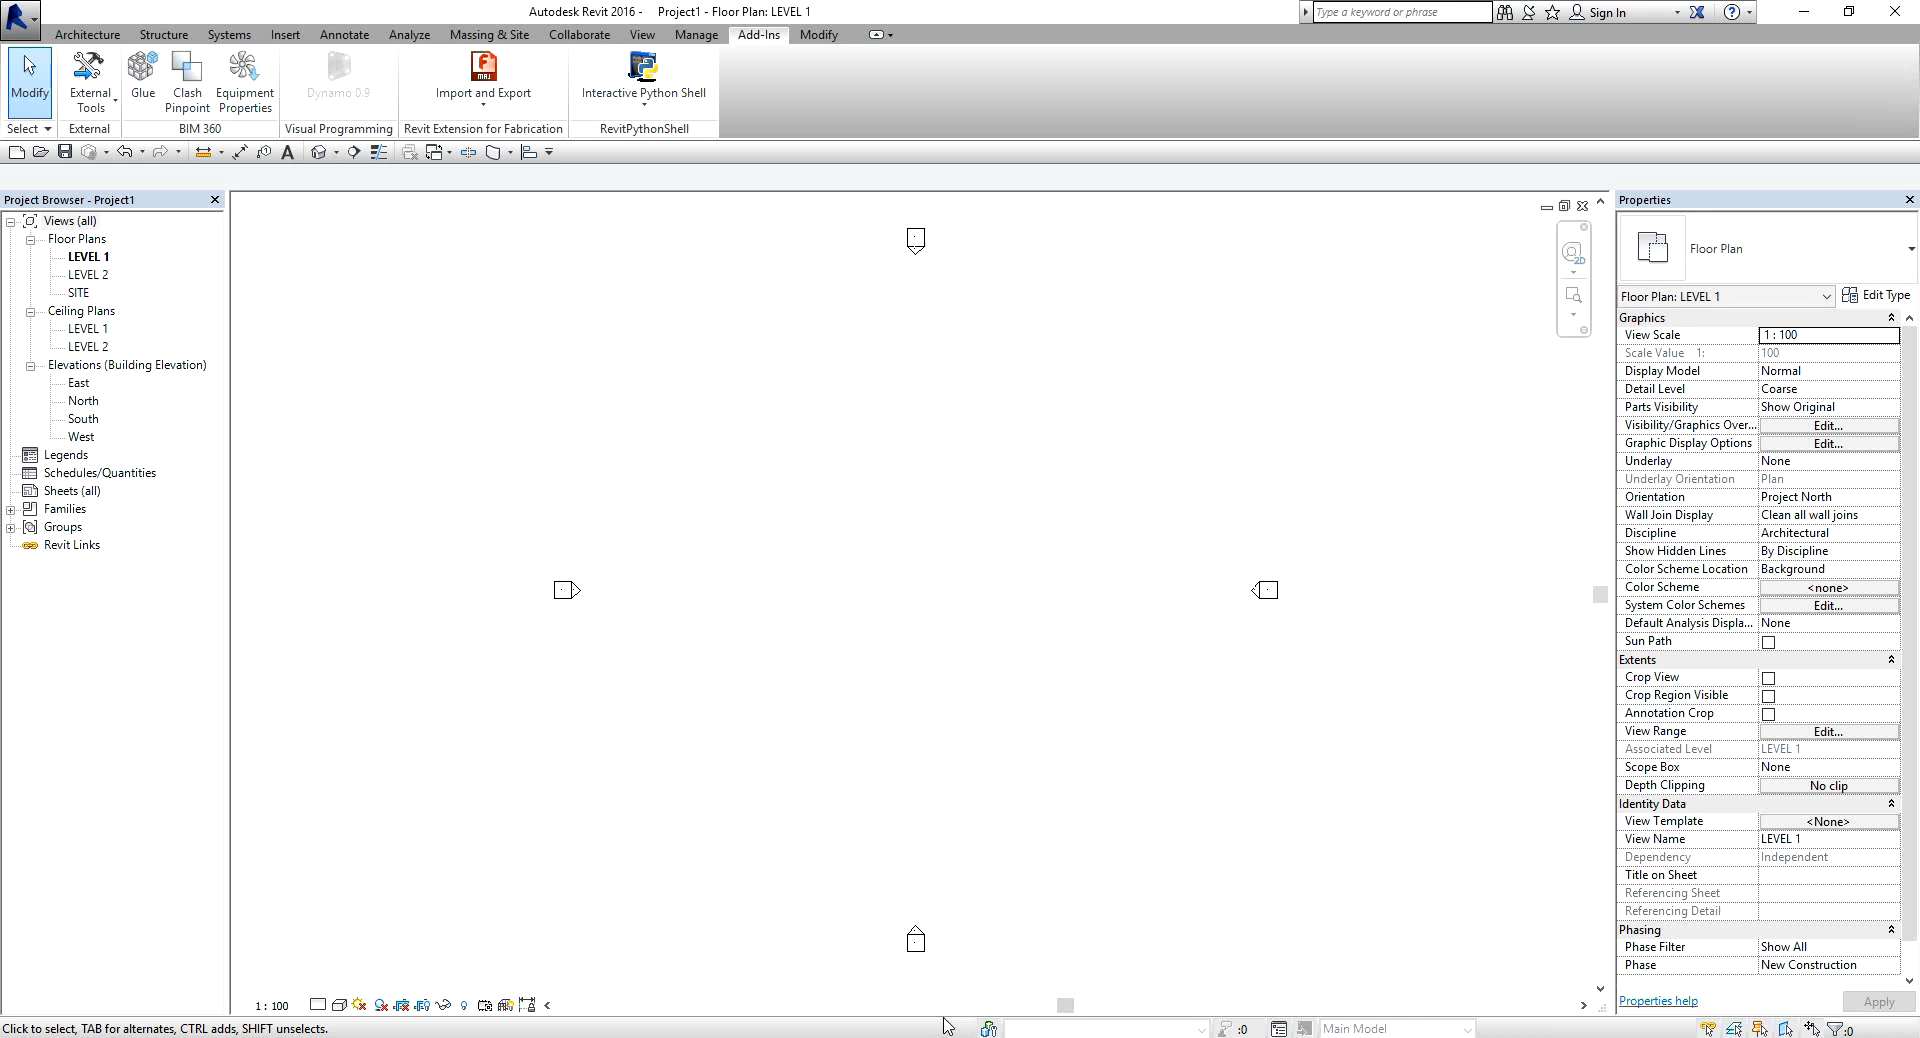 Autodesk Revit 2016 - Project1 - Floor Plan: LEVEL 1
Type a keyword or phrase
Sign In
Architecture Structure Systems Insert Annotate Analyze Massing & Site Collaborate View Manage Add-Ins Modify
Modify
External Tools
Glue
Clash Pinpoint
Equipment Properties
Dynamo 0.9
MAJ
Import and Export
Interactive Python Shell
Select External BIM 360 Visual Programming Revit Extension for Fabrication RevitPythonShell
Project Browser - Project1
Views (all)
Floor Plans
LEVEL 1
LEVEL 2
SITE
Ceiling Plans
LEVEL 1
LEVEL 2
Elevations (Building Elevation)
East
North
South
West
Legends
Schedules/Quantities
Sheets (all)
Families
Groups
Revit Links
2D
1 : 100
Properties
Floor Plan
Floor Plan: LEVEL 1 Edit Type
Graphics
View Scale 1 : 100
Scale Value 1: 100
Display Model Normal
Detail Level Coarse
Parts Visibility Show Original
Visibility/Graphics Over... Edit...
Graphic Display Options Edit...
Underlay None
Underlay Orientation Plan
Orientation Project North
Wall Join Display Clean all wall joins
Discipline Architectural
Show Hidden Lines By Discipline
Color Scheme Location Background
Color Scheme <none>
System Color Schemes Edit...
Default Analysis Displa... None
Sun Path
Extents
Crop View
Crop Region Visible
Annotation Crop
View Range Edit...
Associated Level LEVEL 1
Scope Box None
Depth Clipping No clip
Identity Data
View Template <None>
View Name LEVEL 1
Dependency Independent
Title on Sheet
Referencing Sheet
Referencing Detail
Phasing
Phase Filter Show All
Phase New Construction
Properties help Apply
Click to select, TAB for alternates, CTRL adds, SHIFT unselects.
:0
Main Model
:0